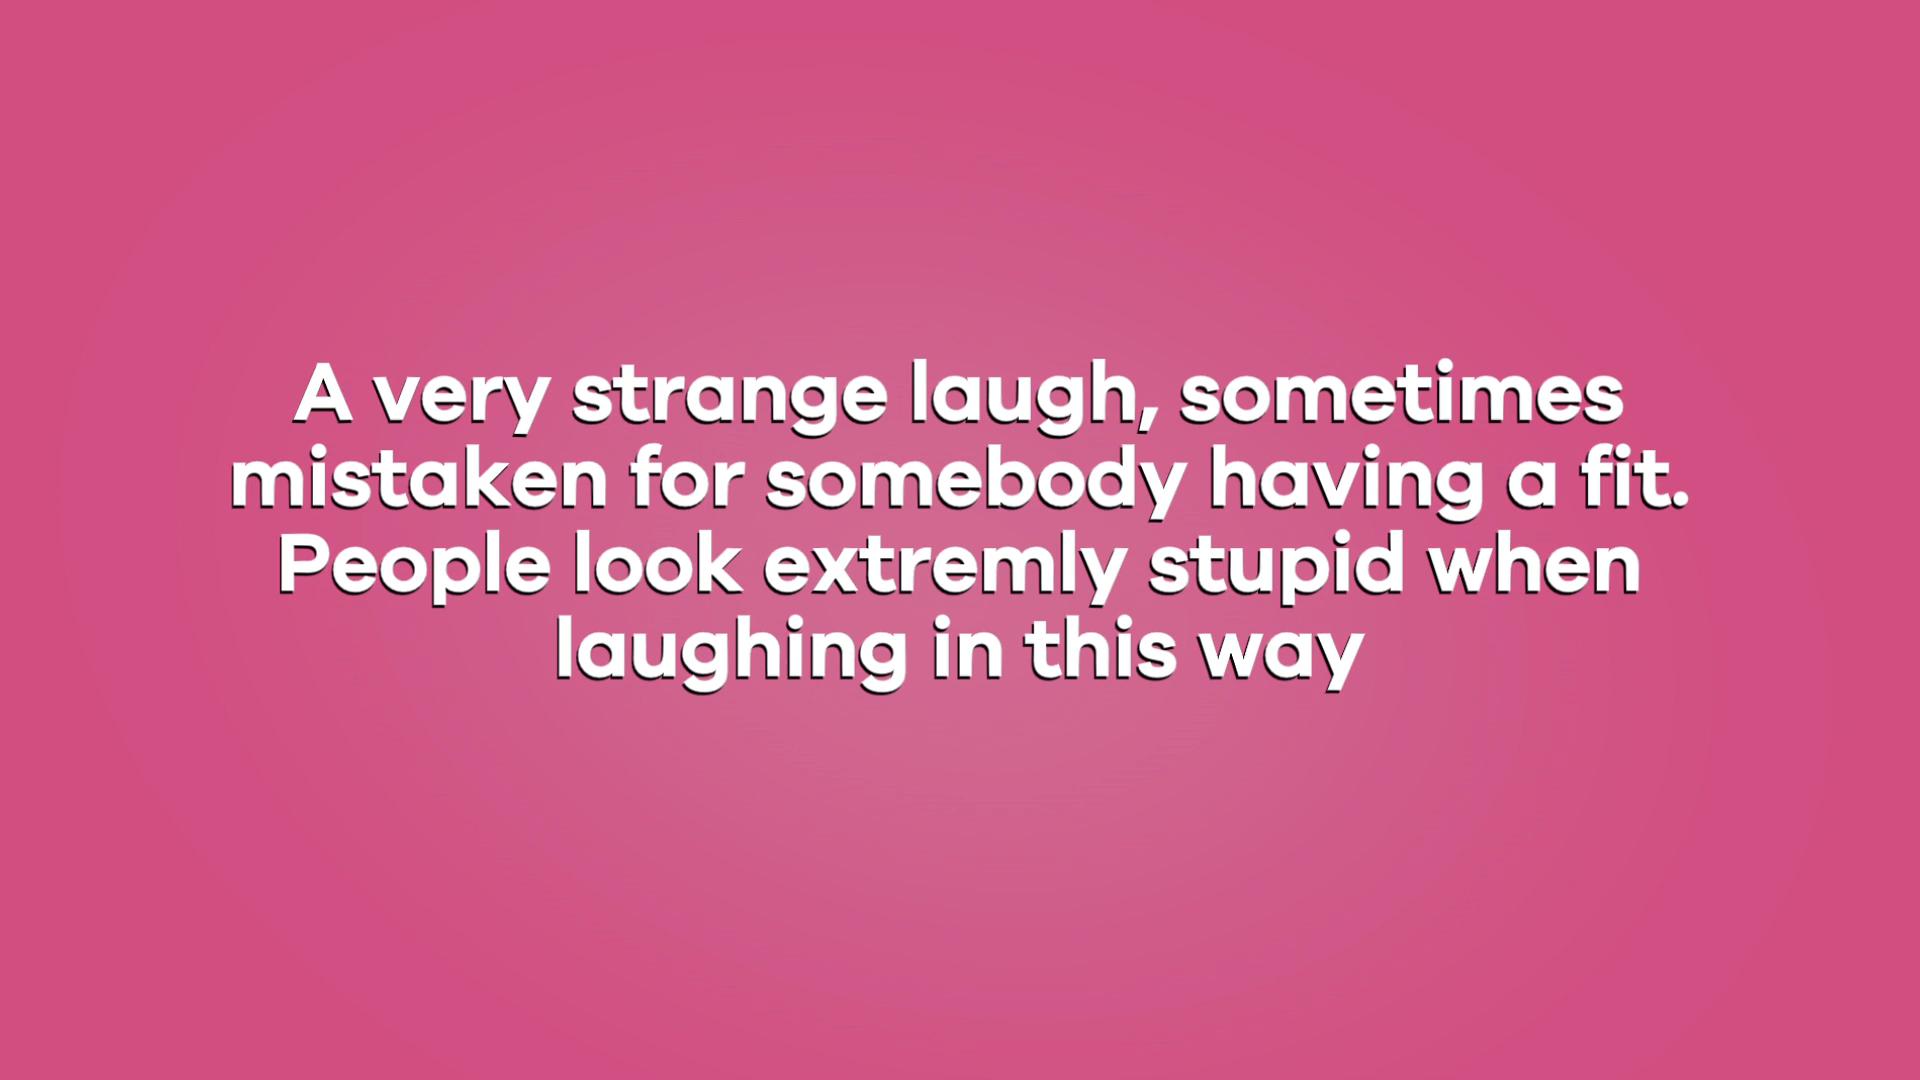 A very strange laugh, sometimes
mistaken for somebody having a fit.
People look extremly stupid when
laughing in this way